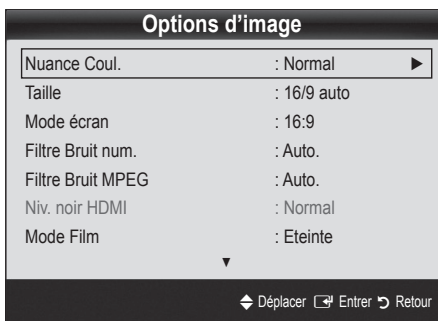 Options d'image
Nuance Coul. : Normal ►
Taille : 16/9 auto
Mode écran : 16:9
Filtre Bruit num. : Auto.
Filtre Bruit MPEG : Auto.
Niv. noir HDMI : Normal
Mode Film : Eteinte
▼
Déplacer Entrer Retour